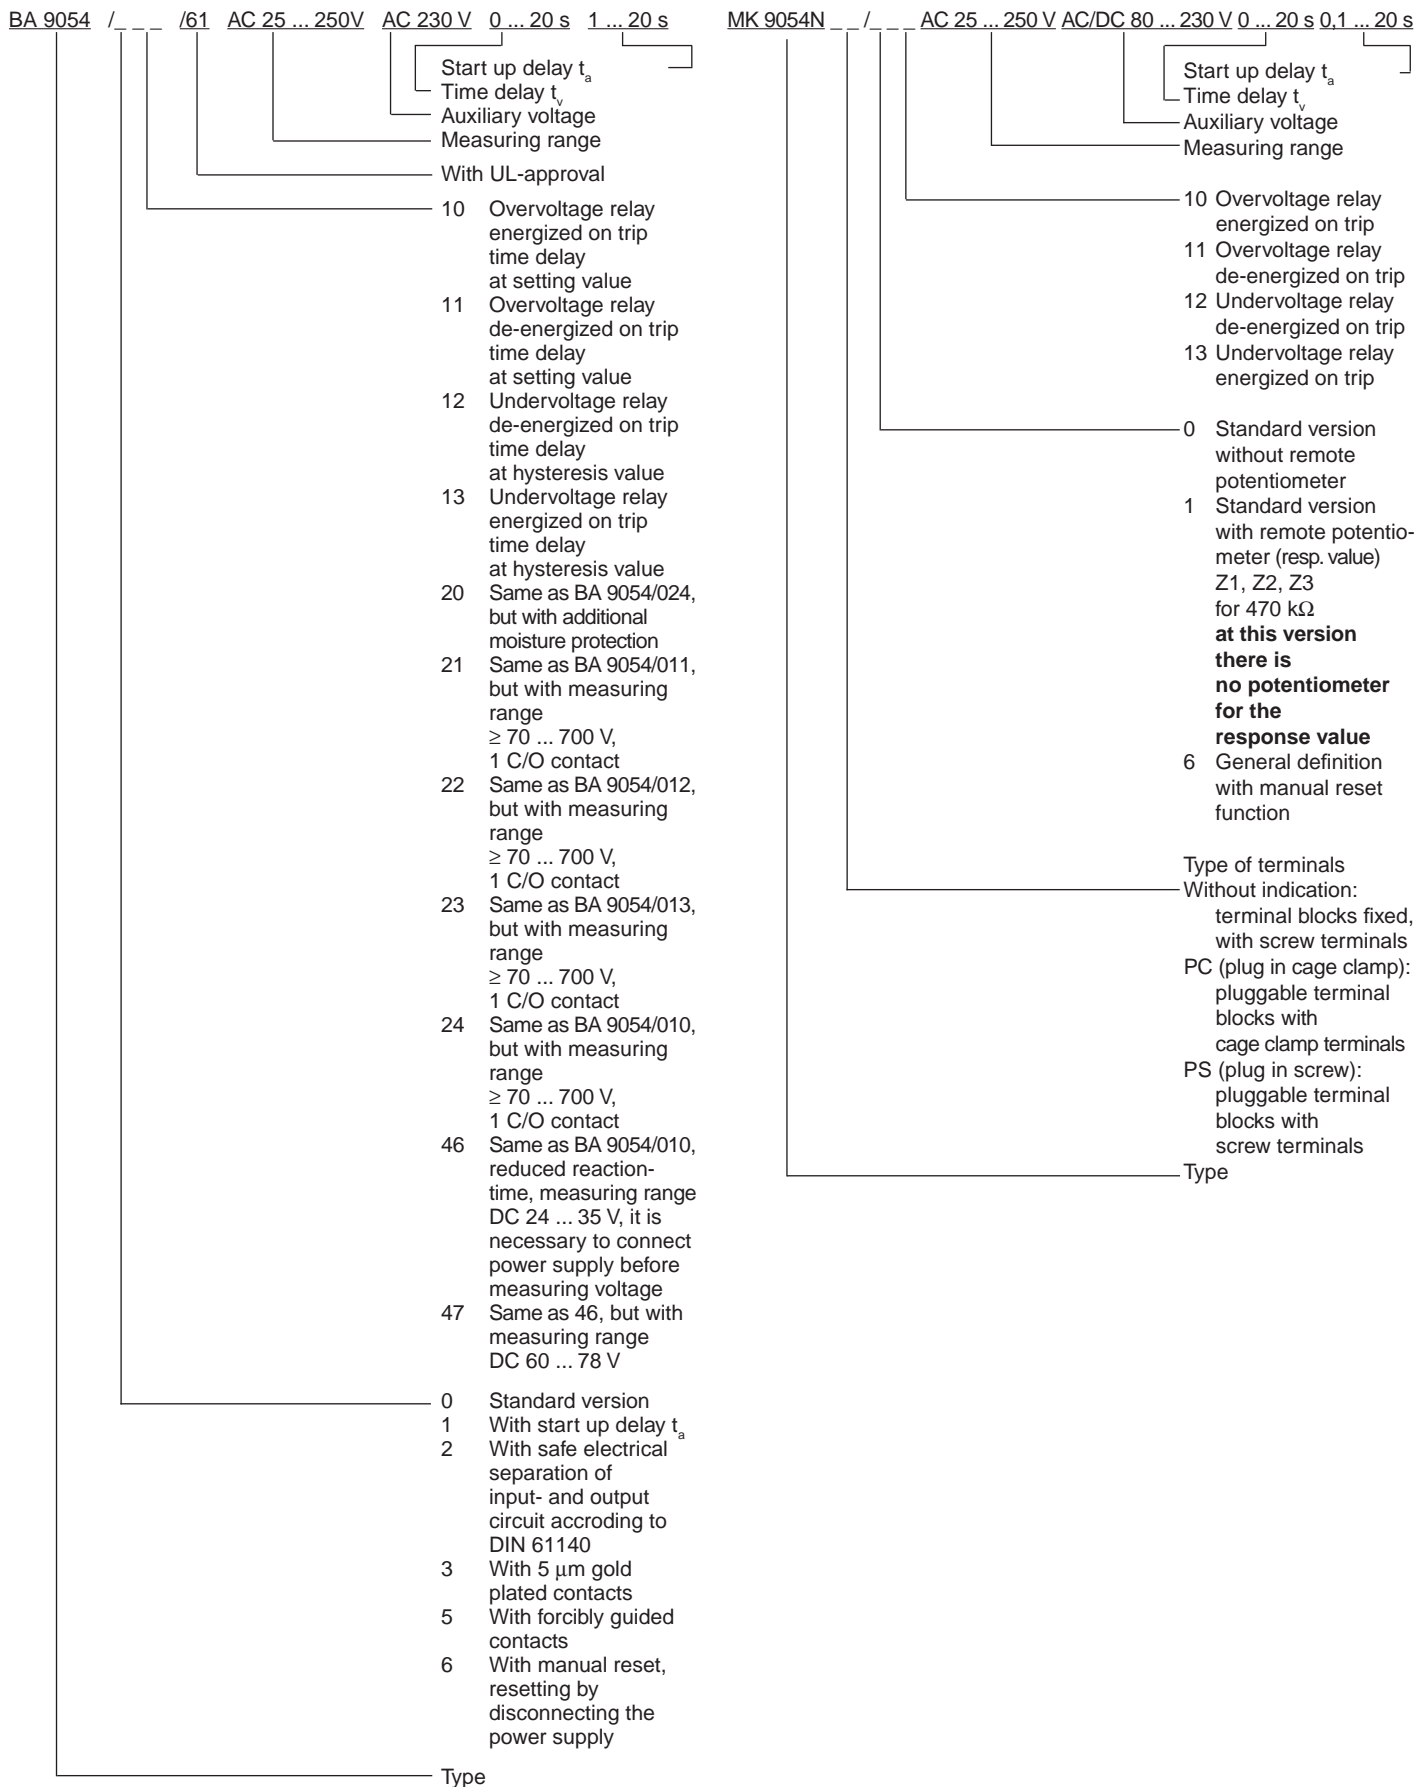 BA 9054 /_ _ _ /61 AC 25 ... 250V AC 230 V 0 ... 20 s 1 ... 20 s
Start up delay ta
Time delay tv
Auxiliary voltage
Measuring range
With UL-approval
10 Overvoltage relay
energized on trip
time delay
at setting value
11 Overvoltage relay
de-energized on trip
time delay
at setting value
12 Undervoltage relay
de-energized on trip
time delay
at hysteresis value
13 Undervoltage relay
energized on trip
time delay
at hysteresis value
20 Same as BA 9054/024,
but with additional
moisture protection
21 Same as BA 9054/011,
but with measuring
range
≥ 70 ... 700 V,
1 C/O contact
22 Same as BA 9054/012,
but with measuring
range
≥ 70 ... 700 V,
1 C/O contact
23 Same as BA 9054/013,
but with measuring
range
≥ 70 ... 700 V,
1 C/O contact
24 Same as BA 9054/010,
but with measuring
range
≥ 70 ... 700 V,
1 C/O contact
46 Same as BA 9054/010,
reduced reaction-
time, measuring range
DC 24 ... 35 V, it is
necessary to connect
power supply before
measuring voltage
47 Same as 46, but with
measuring range
DC 60 ... 78 V
0 Standard version
1 With start up delay ta
2 With safe electrical
separation of
input- and output
circuit accroding to
DIN 61140
3 With 5 µm gold
plated contacts
5 With forcibly guided
contacts
6 With manual reset,
resetting by
disconnecting the
power supply
Type
MK 9054N _ _/_ _ _ AC 25 ... 250 V AC/DC 80 ... 230 V 0 ... 20 s 0,1 ... 20 s
Start up delay ta
Time delay tv
Auxiliary voltage
Measuring range
10 Overvoltage relay
energized on trip
11 Overvoltage relay
de-energized on trip
12 Undervoltage relay
de-energized on trip
13 Undervoltage relay
energized on trip
0 Standard version
without remote
potentiometer
1 Standard version
with remote potentio-
meter (resp. value)
Z1, Z2, Z3
for 470 kΩ
at this version
there is
no potentiometer
for the
response value
6 General definition
with manual reset
function
Type of terminals
Without indication:
terminal blocks fixed,
with screw terminals
PC (plug in cage clamp):
pluggable terminal
blocks with
cage clamp terminals
PS (plug in screw):
pluggable terminal
blocks with
screw terminals
Type